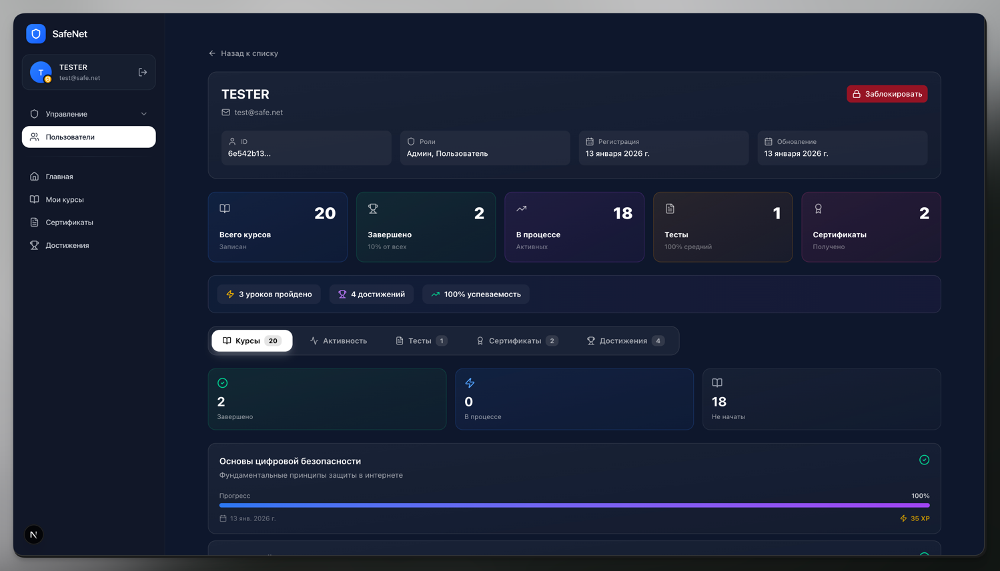 SafeNet
T
TESTER
test@safe.net
Управление
Пользователи
Главная
Мои курсы
Сертификаты
Достижения
N
Назад к списку
TESTER
test@safe.net
Заблокировать
ID
6e542b13...
Роли
Админ, Пользователь
Регистрация
13 января 2026 г.
Обновление
13 января 2026 г.
20
Всего курсов
Записан
2
Завершено
10% от всех
18
В процессе
Активных
1
Тесты
100% средний
2
Сертификаты
Получено
3 уроков пройдено
4 достижений
100% успеваемость
Курсы 20
Активность
Тесты 1
Сертификаты 2
Достижения 4
2
Завершено
0
В процессе
18
Не начаты
Основы цифровой безопасности
Фундаментальные принципы защиты в интернете
Прогресс
100%
13 янв. 2026 г.
35 XP